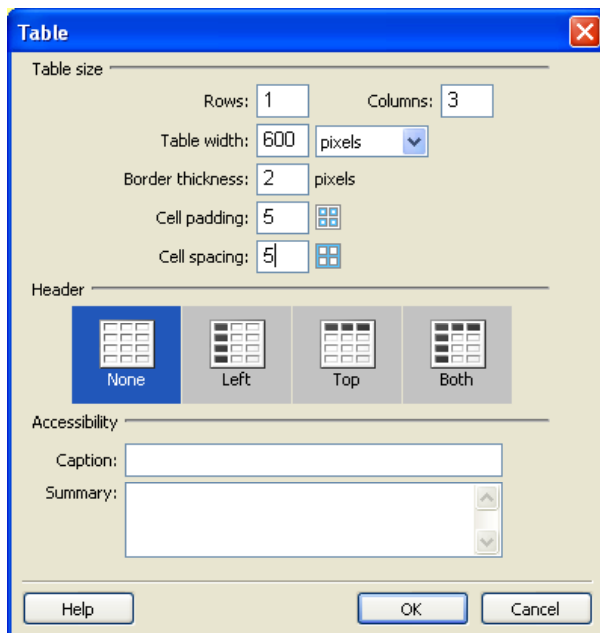 Table
Table size
Rows: 1 Columns: 3
Table width: 600 pixels
Border thickness: 2 pixels
Cell padding: 5
Cell spacing: 5
Header
None Left Top Both
Accessibility
Caption:
Summary:
Help OK Cancel